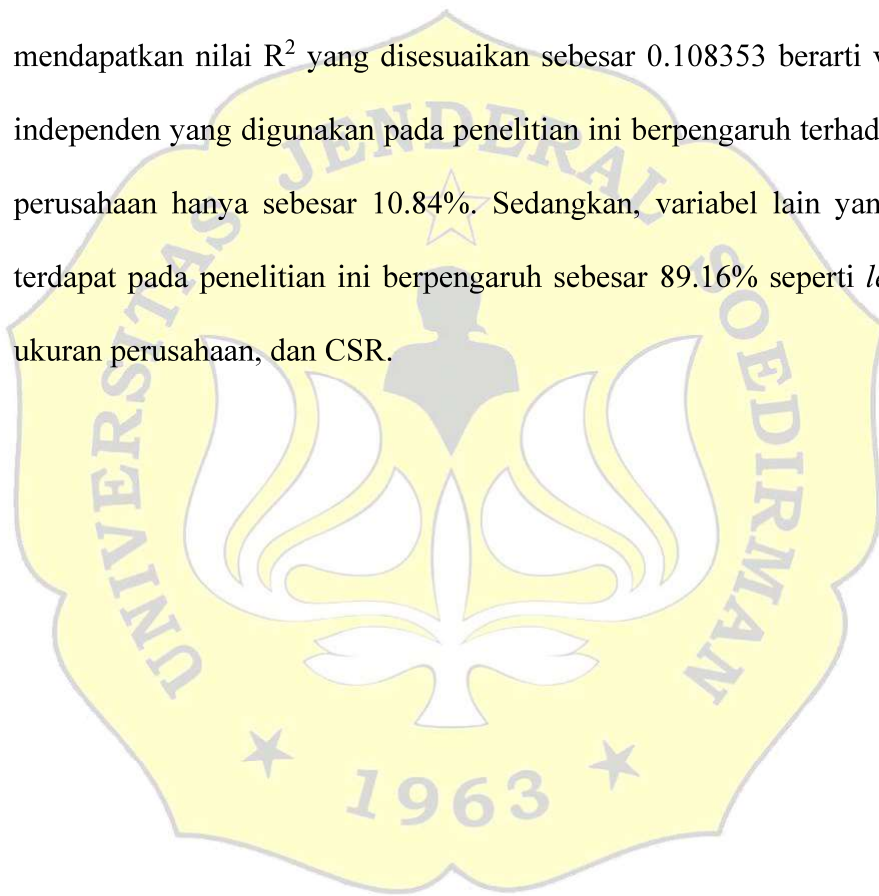 mendapatkan nilai R² yang disesuaikan sebesar 0.108353 berarti v
independen yang digunakan pada penelitian ini berpengaruh terhad
perusahaan hanya sebesar 10.84%. Sedangkan, variabel lain yan
terdapat pada penelitian ini berpengaruh sebesar 89.16% seperti le
ukuran perusahaan, dan CSR.
UNIVERSITAS JENDERAL SOEDIRMAN
1963